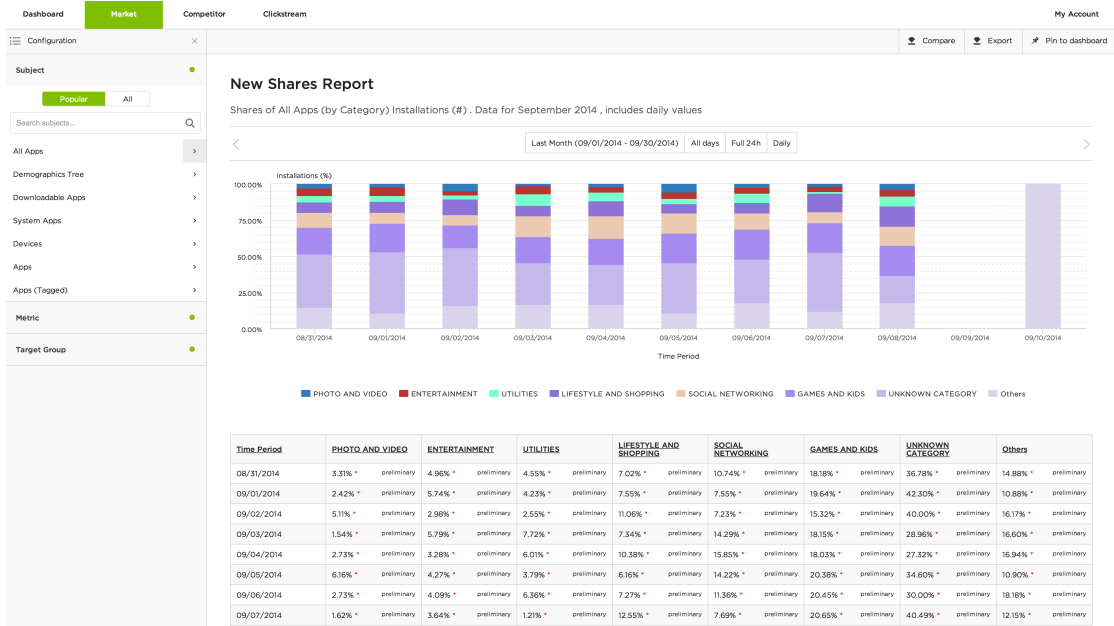 Dashboard Market Competitor Clickstream My Account
Configuration Compare Export Pin to dashboard
Subject
Popular All
Search subjects...
All Apps
Demographics Tree
Downloadable Apps
System Apps
Devices
Apps
Apps (Tagged)
Metric
Target Group
New Shares Report
Shares of All Apps (by Category) Installations (#) . Data for September 2014 , includes daily values
Last Month (09/01/2014 - 09/30/2014) All days Full 24h Daily
Installations (%)
100.00%
75.00%
50.00%
25.00%
0.00%
08/31/2014 09/01/2014 09/02/2014 09/03/2014 09/04/2014 09/05/2014 09/06/2014 09/07/2014 09/08/2014 09/09/2014 09/10/2014
Time Period
PHOTO AND VIDEO ENTERTAINMENT UTILITIES LIFESTYLE AND SHOPPING SOCIAL NETWORKING GAMES AND KIDS UNKNOWN CATEGORY Others
Time Period PHOTO AND VIDEO ENTERTAINMENT UTILITIES LIFESTYLE AND SHOPPING SOCIAL NETWORKING GAMES AND KIDS UNKNOWN CATEGORY Others
08/31/2014 3.31% * preliminary 4.96% * preliminary 4.55% * preliminary 7.02% * preliminary 10.74% * preliminary 18.18% * preliminary 36.78% * preliminary 14.88% * preliminary
09/01/2014 2.42% * preliminary 5.74% * preliminary 4.23% * preliminary 7.55% * preliminary 7.55% * preliminary 19.64% * preliminary 42.30% * preliminary 10.88% * preliminary
09/02/2014 5.11% * preliminary 2.98% * preliminary 2.55% * preliminary 11.06% * preliminary 7.23% * preliminary 15.32% * preliminary 40.00% * preliminary 16.17% * preliminary
09/03/2014 1.54% * preliminary 5.79% * preliminary 7.72% * preliminary 7.34% * preliminary 14.29% * preliminary 18.15% * preliminary 28.96% * preliminary 16.60% * preliminary
09/04/2014 2.73% * preliminary 3.28% * preliminary 6.01% * preliminary 10.38% * preliminary 15.85% * preliminary 18.03% * preliminary 27.32% * preliminary 16.94% * preliminary
09/05/2014 6.16% * preliminary 4.27% * preliminary 3.79% * preliminary 6.16% * preliminary 14.22% * preliminary 20.38% * preliminary 34.60% * preliminary 10.90% * preliminary
09/06/2014 2.73% * preliminary 4.09% * preliminary 6.36% * preliminary 7.27% * preliminary 11.36% * preliminary 20.45% * preliminary 30.00% * preliminary 18.18% * preliminary
09/07/2014 1.62% * preliminary 3.64% * preliminary 1.21% * preliminary 12.55% * preliminary 7.69% * preliminary 20.65% * preliminary 40.49% * preliminary 12.15% * preliminary